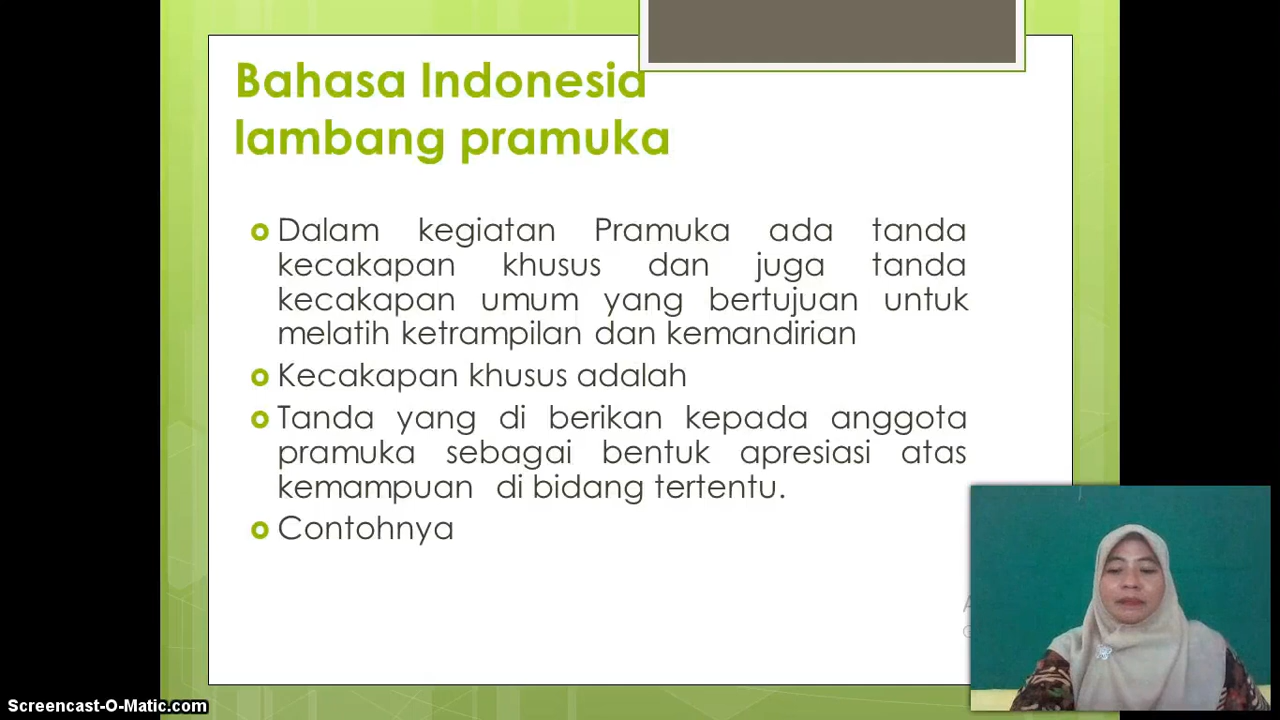 Bahasa Indonesia
lambang pramuka
Dalam kegiatan Pramuka ada tanda
kecakapan khusus dan juga tanda
kecakapan umum yang bertujuan untuk
melatih ketrampilan dan kemandirian
Kecakapan khusus adalah
Tanda yang di berikan kepada anggota
pramuka sebagai bentuk apresiasi atas
kemampuan di bidang tertentu.
Contohnya
Screencast-O-Matic.com